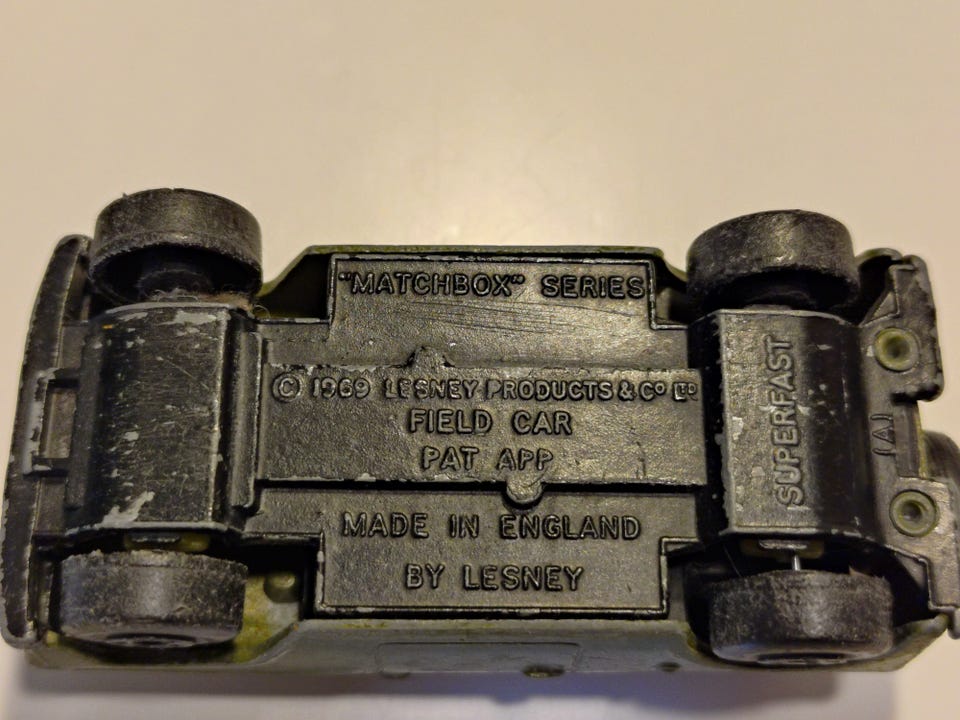 "MATCHBOX" SERIES
© 1969 LESNEY PRODUCTS & Cº LTD
FIELD CAR
PAT APP
MADE IN ENGLAND
BY LESNEY
SUPERFAST